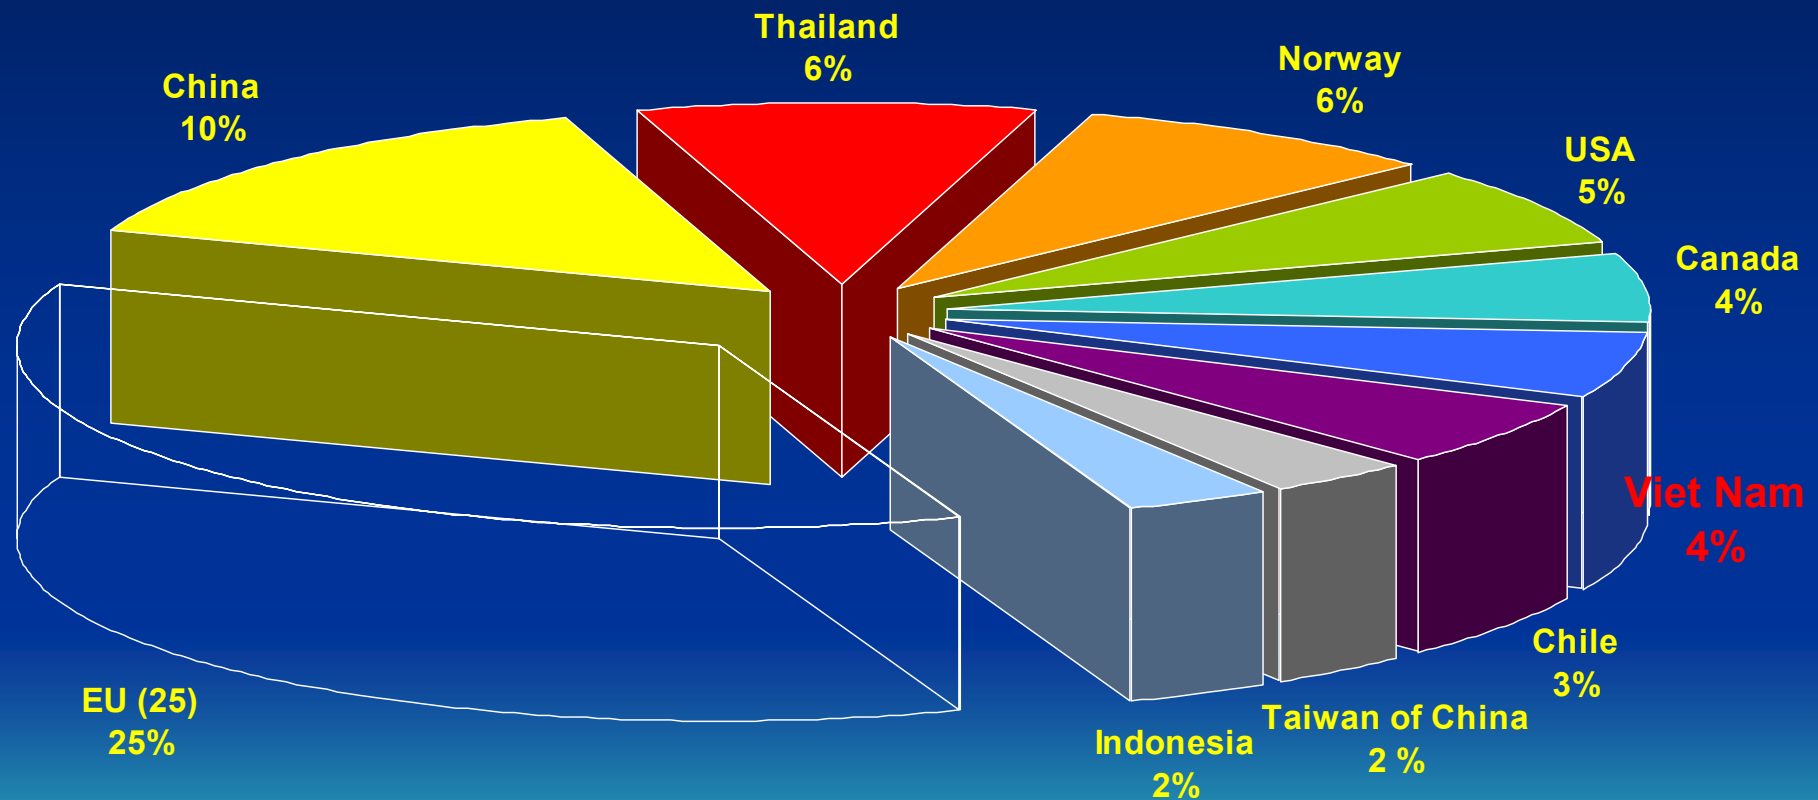 Thailand
6%
Norway
6%
China
10%
USA
5%
Canada
4%
Viet Nam
4%
Chile
3%
EU (25)
25%
Taiwan of China
2 %
Indonesia
2%